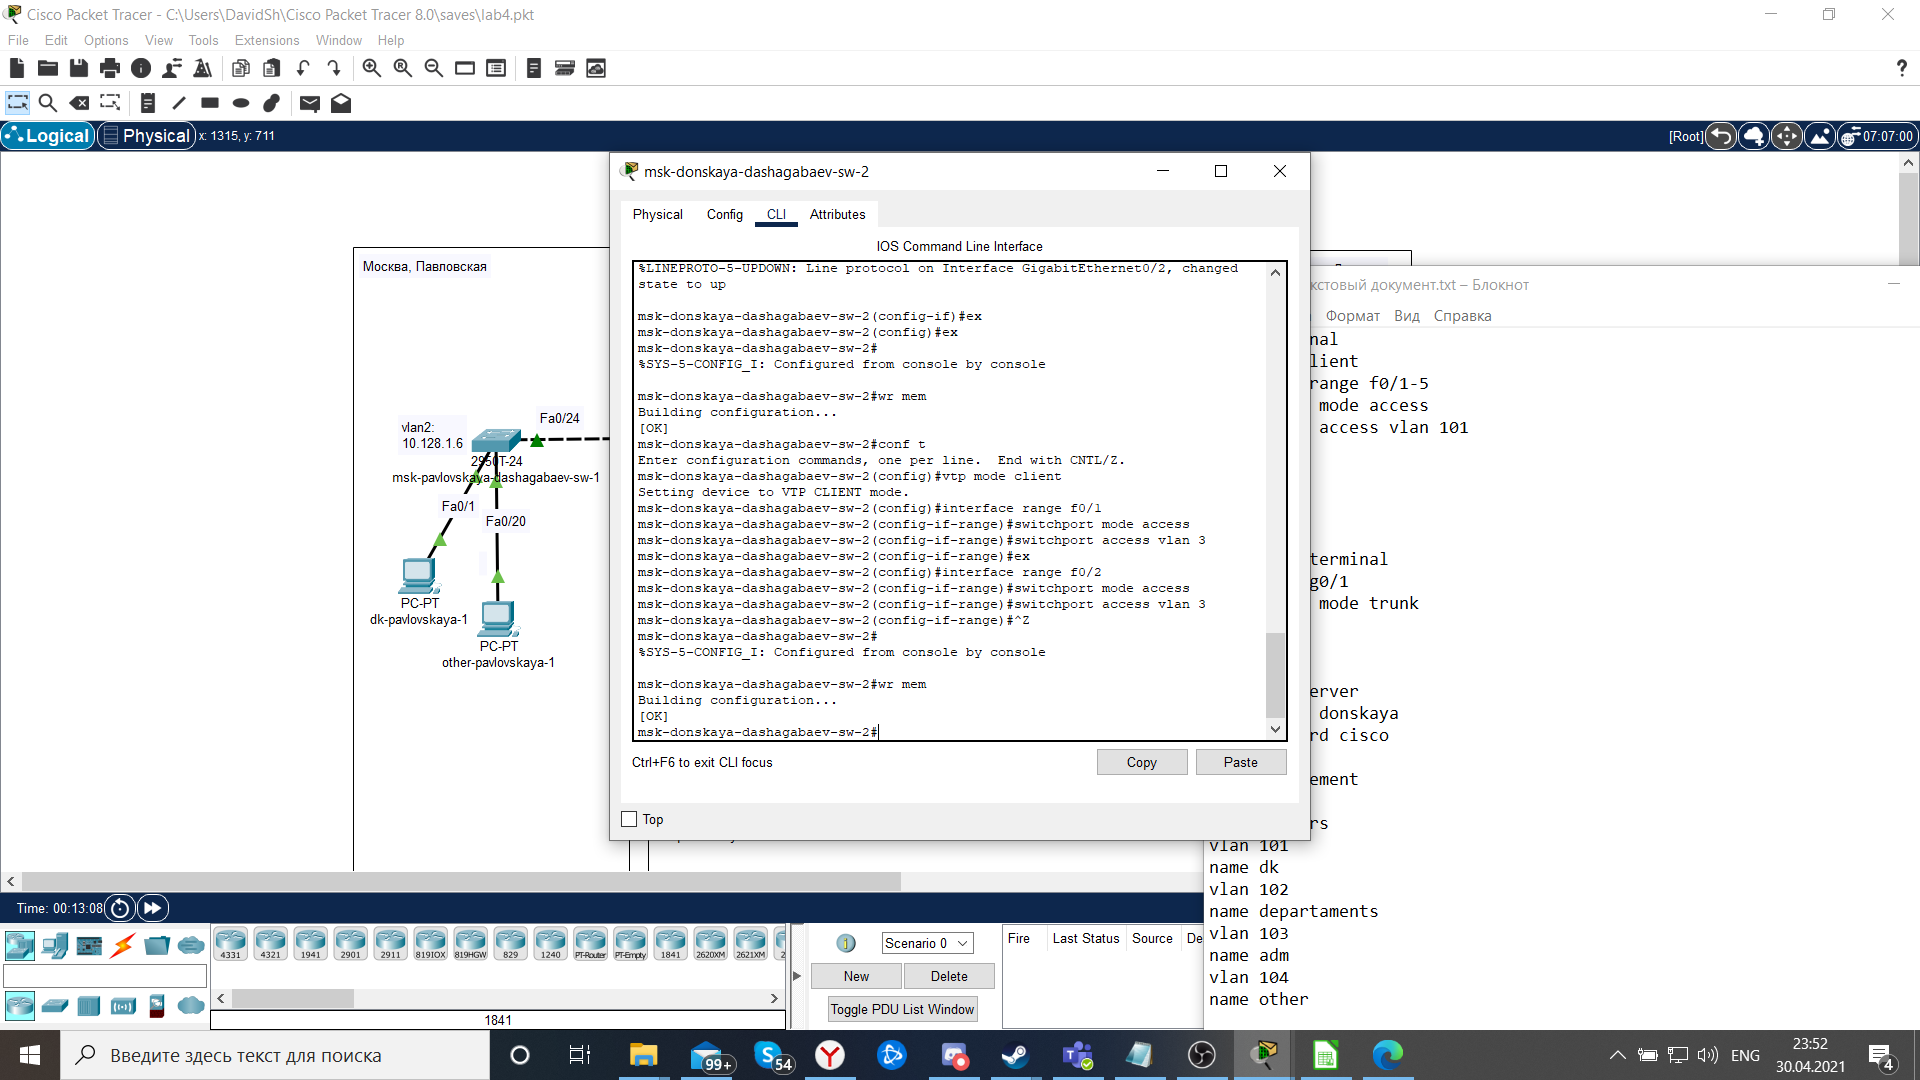 Cisco Packet Tracer - C:\Users\DavidSh\Cisco Packet Tracer 8.0\saves\lab4.pkt
File Edit Options View Tools Extensions Window Help
Logical Physical x: 1315, y: 711
[Root] 07:07:00
msk-donskaya-dashagabaev-sw-2
Physical Config CLI Attributes
IOS Command Line Interface
%LINEPROTO-5-UPDOWN: Line protocol on Interface GigabitEthernet0/2, changed
state to up
msk-donskaya-dashagabaev-sw-2(config-if)#ex
msk-donskaya-dashagabaev-sw-2(config)#ex
msk-donskaya-dashagabaev-sw-2#
%SYS-5-CONFIG_I: Configured from console by console
msk-donskaya-dashagabaev-sw-2#wr mem
Building configuration...
[OK]
msk-donskaya-dashagabaev-sw-2#conf t
Enter configuration commands, one per line.  End with CNTL/Z.
msk-donskaya-dashagabaev-sw-2(config)#vtp mode client
Setting device to VTP CLIENT mode.
msk-donskaya-dashagabaev-sw-2(config)#interface range f0/1
msk-donskaya-dashagabaev-sw-2(config-if-range)#switchport mode access
msk-donskaya-dashagabaev-sw-2(config-if-range)#switchport access vlan 3
msk-donskaya-dashagabaev-sw-2(config-if-range)#ex
msk-donskaya-dashagabaev-sw-2(config)#interface range f0/2
msk-donskaya-dashagabaev-sw-2(config-if-range)#switchport mode access
msk-donskaya-dashagabaev-sw-2(config-if-range)#switchport access vlan 3
msk-donskaya-dashagabaev-sw-2(config-if-range)#^Z
msk-donskaya-dashagabaev-sw-2#
%SYS-5-CONFIG_I: Configured from console by console
msk-donskaya-dashagabaev-sw-2#wr mem
Building configuration...
[OK]
msk-donskaya-dashagabaev-sw-2#
Ctrl+F6 to exit CLI focus
Copy Paste
Top
Москва, Павловская
vlan2:
10.128.1.6
Fa0/24
2950T-24
msk-pavlovskaya-dashagabaev-sw-1
Fa0/1
Fa0/20
PC-PT
dk-pavlovskaya-1
PC-PT
other-pavlovskaya-1
кстовый документ.txt – Блокнот
Формат Вид Справка
nal
lient
range f0/1-5
mode access
access vlan 101
terminal
g0/1
mode trunk
erver
donskaya
rd cisco
ement
rs
vlan 101
name dk
vlan 102
name departaments
vlan 103
name adm
vlan 104
name other
Time: 00:13:08
4331 4321 1941 2901 2911 819IOX 819HGW 829 1240 PT-Router PT-Empty 1841 2620XM 2621XM 2
1841
Scenario 0
New Delete
Toggle PDU List Window
Fire Last Status Source De
Введите здесь текст для поиска
99+
54
ENG
23:52
30.04.2021
4